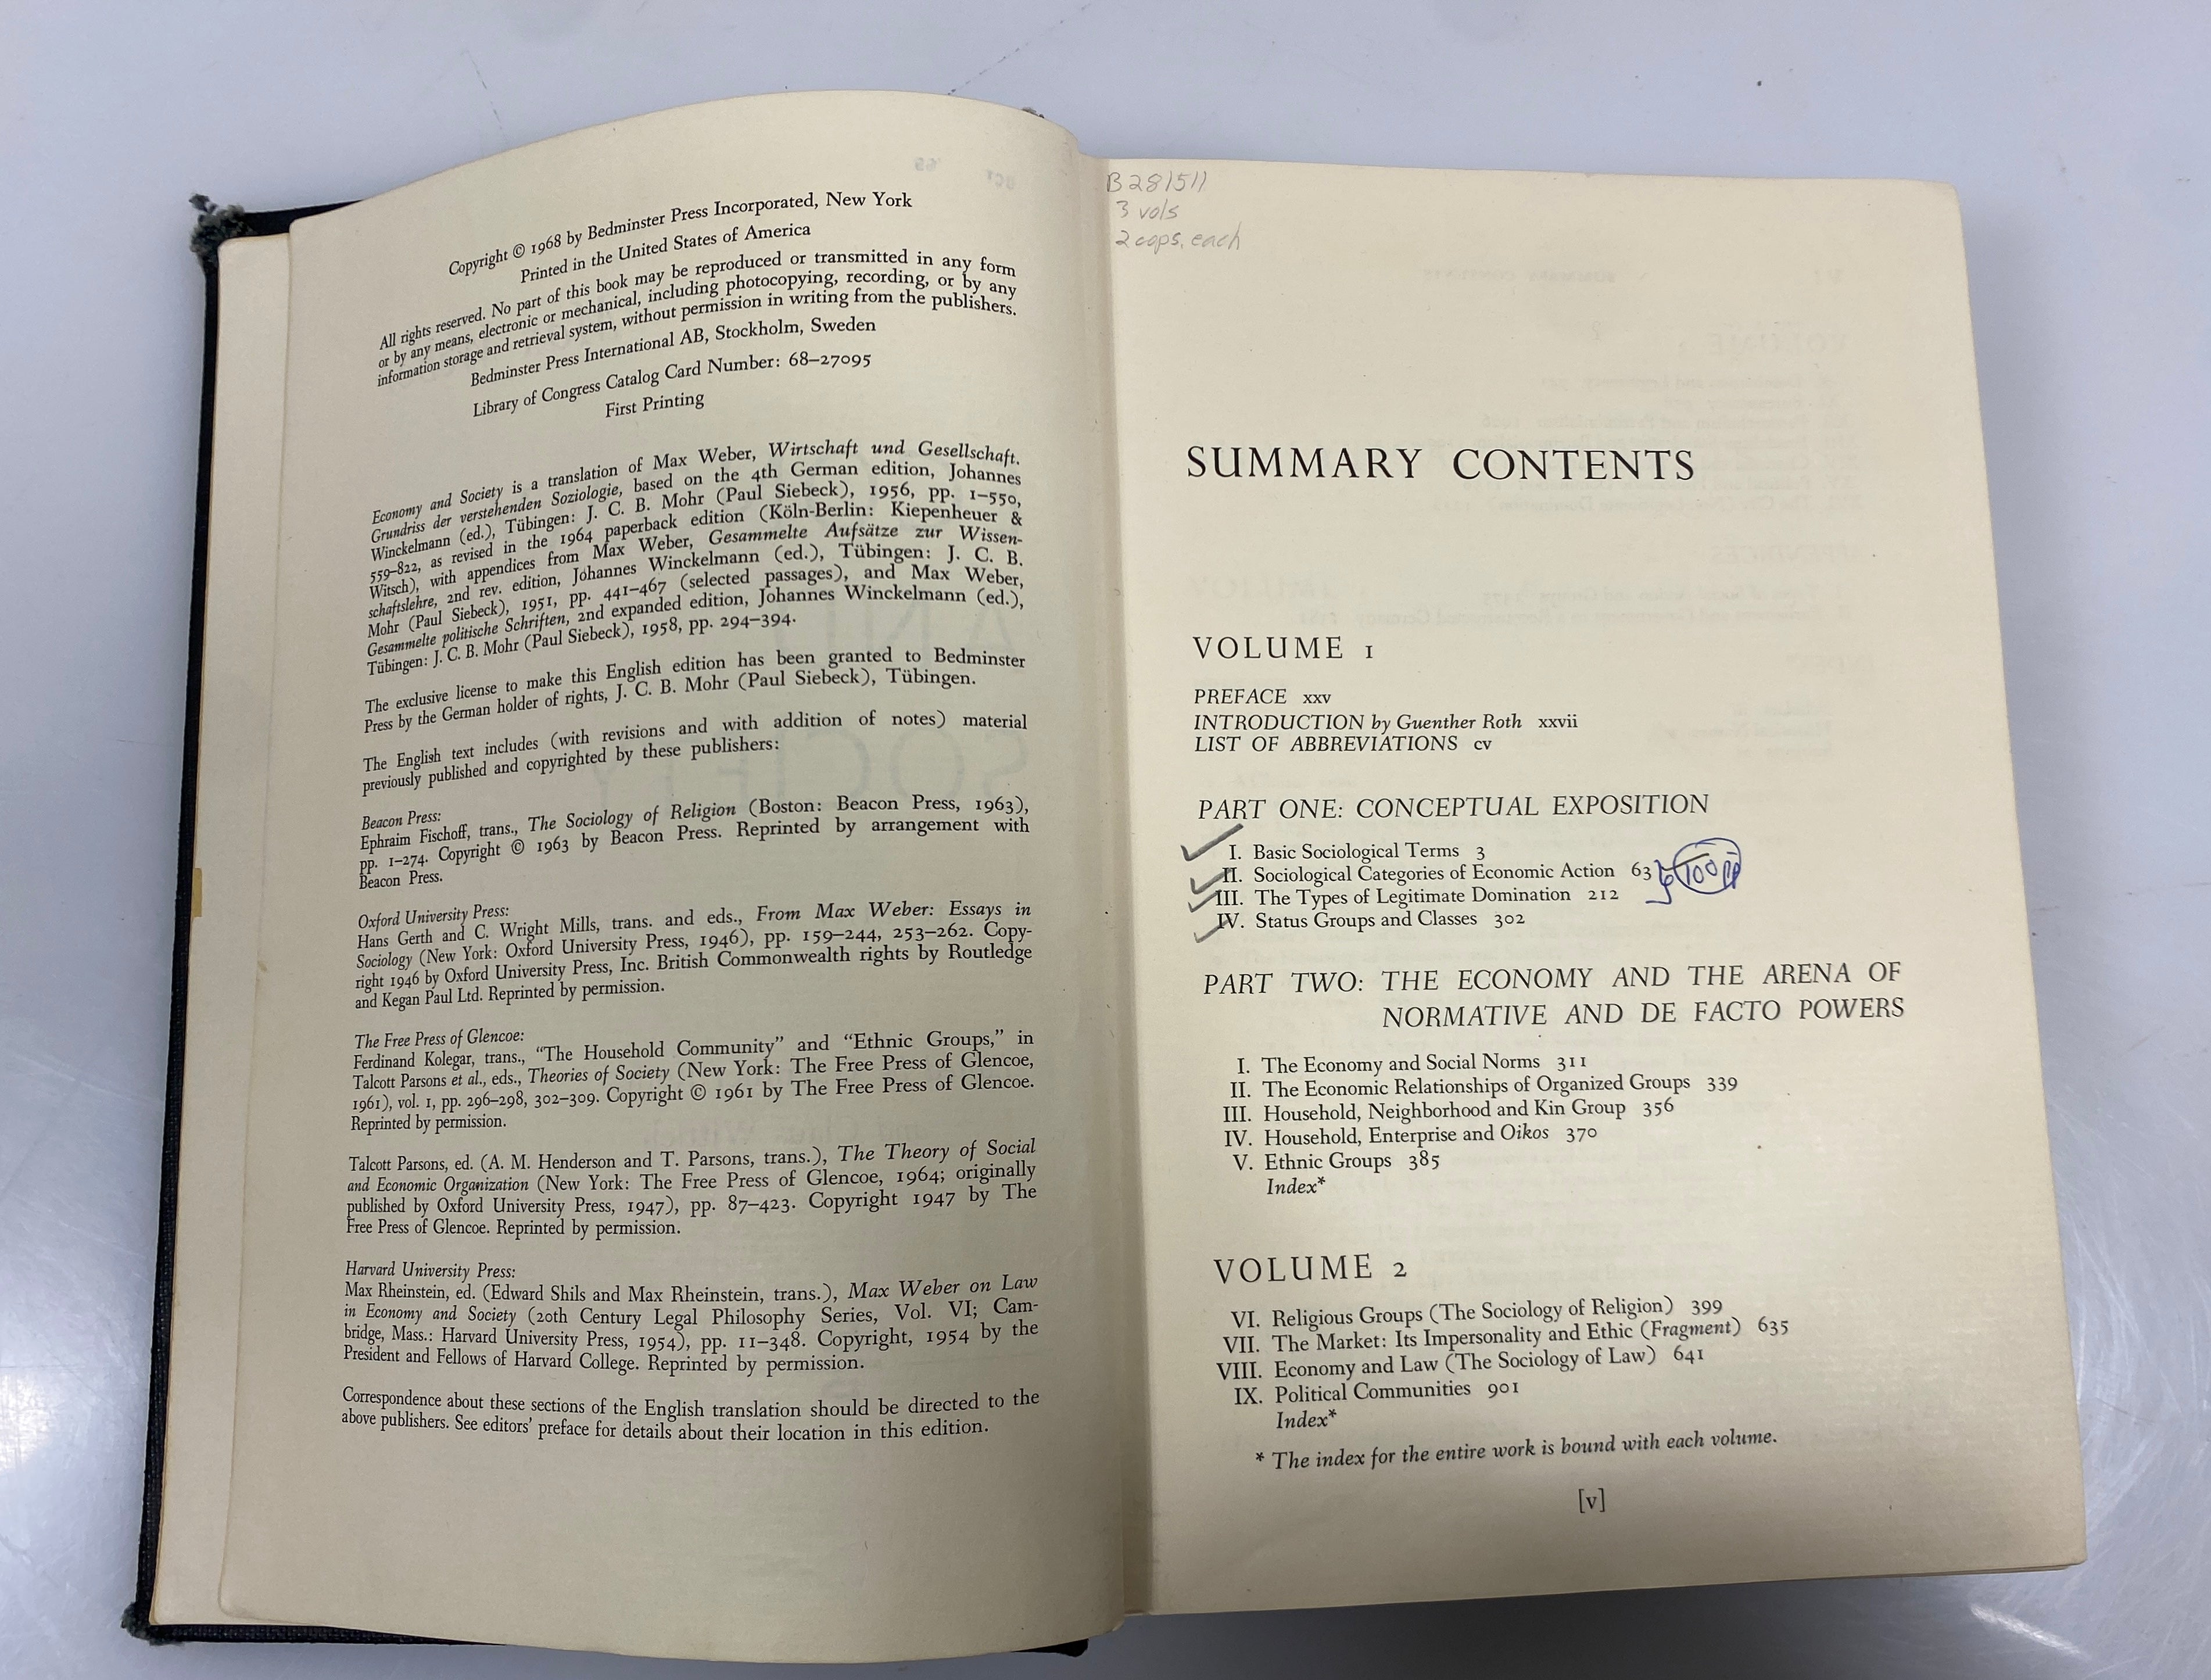 Copyright © 1968 by Bedminster Press Incorporated, New York
Printed in the United States of America
All rights reserved. No part of this book may be reproduced or transmitted in any form
or by any means, electronic or mechanical, including photocopying, recording, or by any
information storage and retrieval system, without permission in writing from the publishers.
Bedminster Press International AB, Stockholm, Sweden
Library of Congress Catalog Card Number: 68–27095
First Printing
Economy and Society is a translation of Max Weber, Wirtschaft und Gesellschaft.
Grundriss der verstehenden Soziologie, based on the 4th German edition, Johannes
Winckelmann (ed.), Tübingen: J. C. B. Mohr (Paul Siebeck), 1956, pp. 1–550,
559–822, as revised in the 1964 paperback edition (Köln-Berlin: Kiepenheuer &
Witsch), with appendices from Max Weber, Gesammelte Aufsätze zur Wissen-
schaftslehre, 2nd rev. edition, Johannes Winckelmann (ed.), Tübingen: J. C. B.
Mohr (Paul Siebeck), 1951, pp. 441–467 (selected passages), and Max Weber,
Gesammelte politische Schriften, 2nd expanded edition, Johannes Winckelmann (ed.),
Tübingen: J. C. B. Mohr (Paul Siebeck), 1958, pp. 294–394.
The exclusive license to make this English edition has been granted to Bedminster
Press by the German holder of rights, J. C. B. Mohr (Paul Siebeck), Tübingen.
The English text includes (with revisions and with addition of notes) material
previously published and copyrighted by these publishers:
Beacon Press:
Ephraim Fischoff, trans., The Sociology of Religion (Boston: Beacon Press, 1963),
pp. 1–274. Copyright © 1963 by Beacon Press. Reprinted by arrangement with
Beacon Press.
Oxford University Press:
Hans Gerth and C. Wright Mills, trans. and eds., From Max Weber: Essays in
Sociology (New York: Oxford University Press, 1946), pp. 159–244, 253–262. Copy-
right 1946 by Oxford University Press, Inc. British Commonwealth rights by Routledge
and Kegan Paul Ltd. Reprinted by permission.
The Free Press of Glencoe:
Ferdinand Kolegar, trans., “The Household Community” and “Ethnic Groups,” in
Talcott Parsons et al., eds., Theories of Society (New York: The Free Press of Glencoe,
1961), vol. 1, pp. 296–298, 302–309. Copyright © 1961 by The Free Press of Glencoe.
Reprinted by permission.
Talcott Parsons, ed. (A. M. Henderson and T. Parsons, trans.), The Theory of Social
and Economic Organization (New York: The Free Press of Glencoe, 1964; originally
published by Oxford University Press, 1947), pp. 87–423. Copyright 1947 by The
Free Press of Glencoe. Reprinted by permission.
Harvard University Press:
Max Rheinstein, ed. (Edward Shils and Max Rheinstein, trans.), Max Weber on Law
in Economy and Society (20th Century Legal Philosophy Series, Vol. VI; Cam-
bridge, Mass.: Harvard University Press, 1954), pp. 11–348. Copyright, 1954 by the
President and Fellows of Harvard College. Reprinted by permission.
Correspondence about these sections of the English translation should be directed to the
above publishers. See editors’ preface for details about their location in this edition.
B281511
3 vols
2 cops. each
SUMMARY CONTENTS
VOLUME 1
PREFACE xxv
INTRODUCTION by Guenther Roth xxvii
LIST OF ABBREVIATIONS cv
PART ONE: CONCEPTUAL EXPOSITION
I. Basic Sociological Terms 3
II. Sociological Categories of Economic Action 63 100 pp
III. The Types of Legitimate Domination 212
IV. Status Groups and Classes 302
PART TWO: THE ECONOMY AND THE ARENA OF
NORMATIVE AND DE FACTO POWERS
I. The Economy and Social Norms 311
II. The Economic Relationships of Organized Groups 339
III. Household, Neighborhood and Kin Group 356
IV. Household, Enterprise and Oikos 370
V. Ethnic Groups 385
Index*
VOLUME 2
VI. Religious Groups (The Sociology of Religion) 399
VII. The Market: Its Impersonality and Ethic (Fragment) 635
VIII. Economy and Law (The Sociology of Law) 641
IX. Political Communities 901
Index*
* The index for the entire work is bound with each volume.
[v]